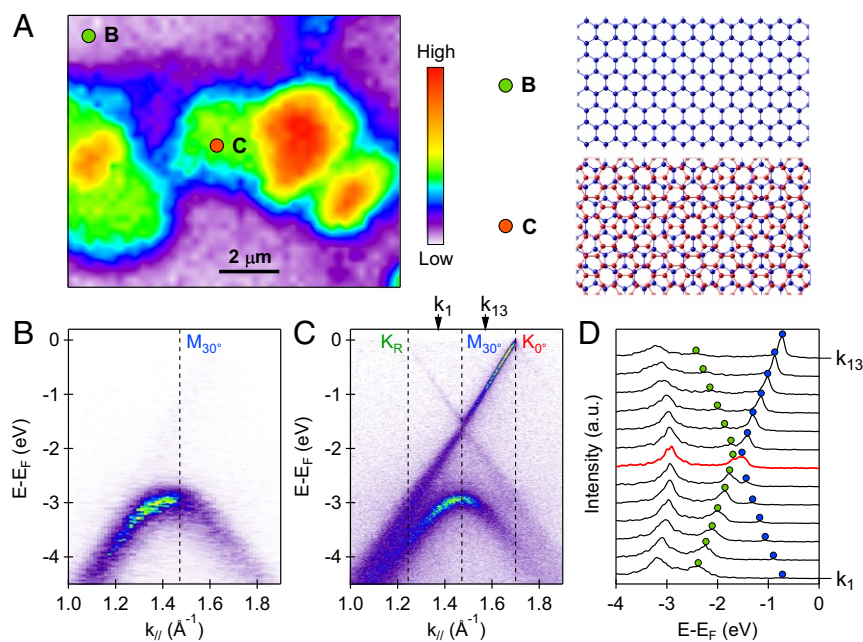 A
B
C
2 μm
High
Low
B
C
B
M30°
E-EF (eV)
0
-1
-2
-3
-4
1.0 1.2 1.4 1.6 1.8
k// (Å-1)
C
k1 k13
KR M30° K0°
E-EF (eV)
0
-1
-2
-3
-4
1.0 1.2 1.4 1.6 1.8
k// (Å-1)
D
k13
k1
Intensity (a.u.)
-4 -3 -2 -1 0
E-EF (eV)